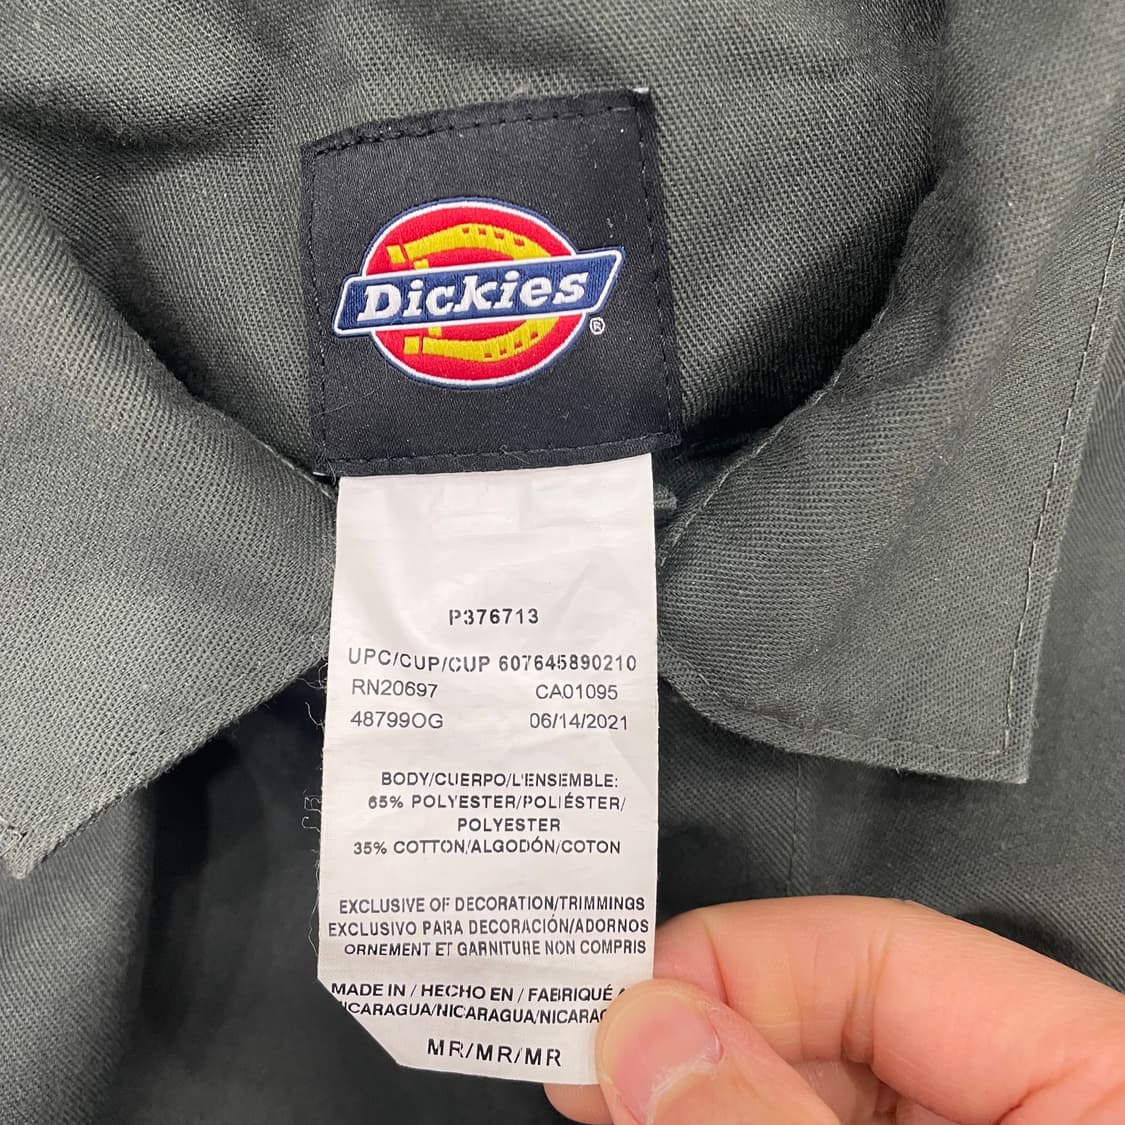 Dickies
®
P376713
UPC/CUP/CUP 607645890210
RN20697 CA01095
48799OG 06/14/2021
BODY/CUERPO/L'ENSEMBLE:
65% POLYESTER/POLIÉSTER/
POLYESTER
35% COTTON/ALGODÓN/COTON
EXCLUSIVE OF DECORATION/TRIMMINGS
EXCLUSIVO PARA DECORACIÓN/ADORNOS
ORNEMENT ET GARNITURE NON COMPRIS
MADE IN / HECHO EN / FABRIQUÉ
NICARAGUA/NICARAGUA/
MR/MR/MR